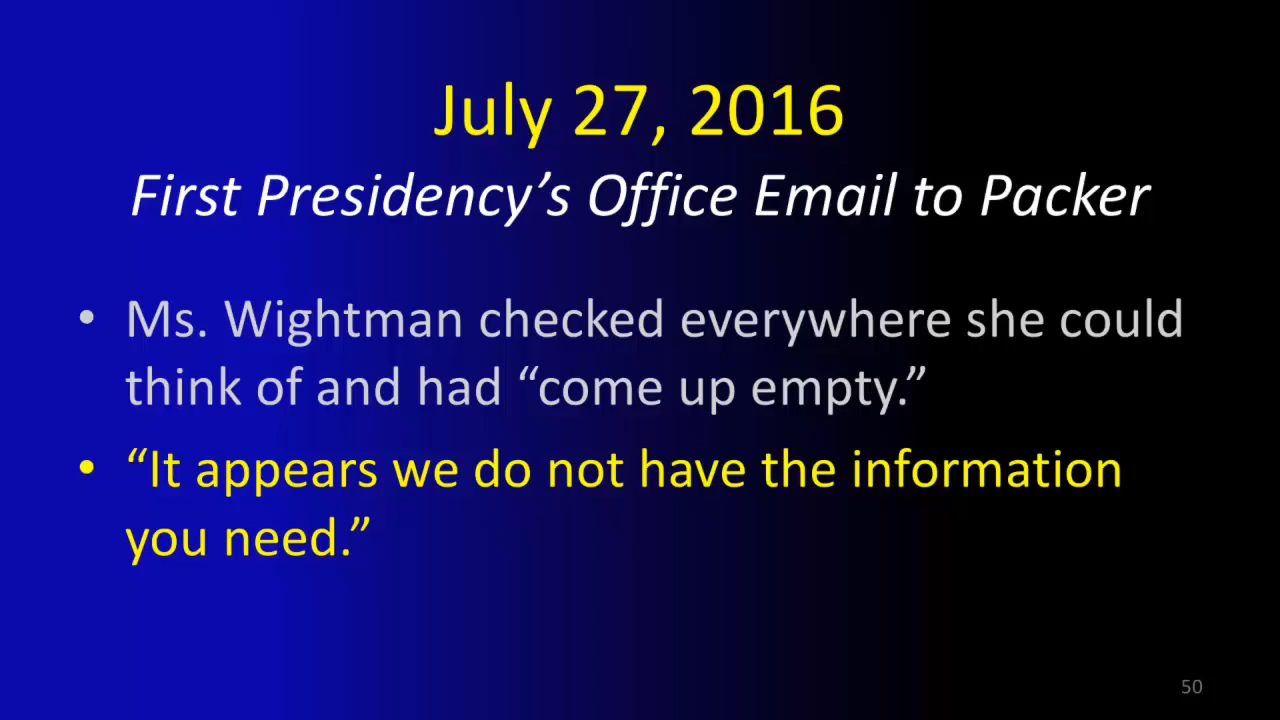 July 27, 2016
First Presidency’s Office Email to Packer
• Ms. Wightman checked everywhere she could
think of and had “come up empty.”
• “It appears we do not have the information
you need.”
50